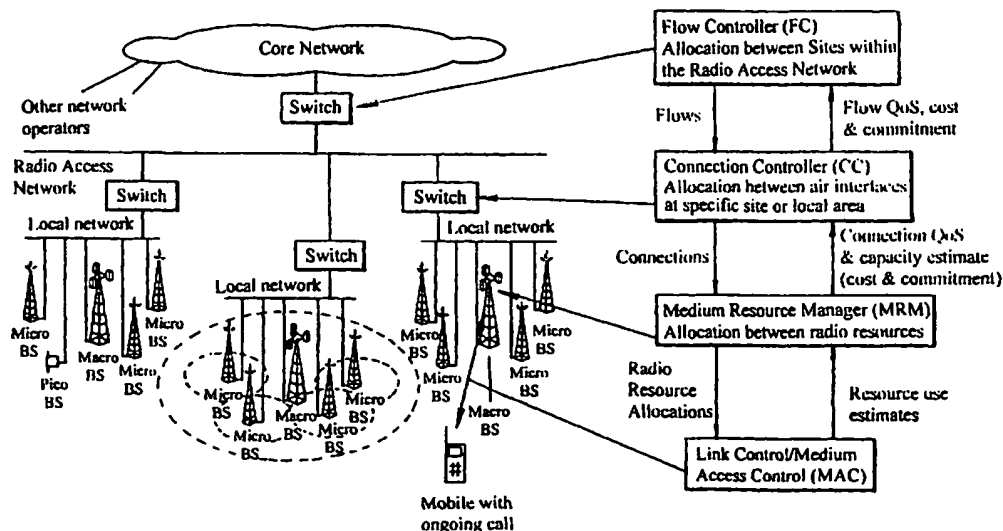 Core Network
Other network
operators
Switch
Radio Access
Network
Switch
Local network
Micro
BS
Pico
BS
Macro
BS
Micro
BS
Micro
BS
Switch
Local network
Micro
BS
Micro
BS
Macro
BS
Micro
BS
Micro
BS
Switch
Local network
Micro
BS
Micro
BS
Macro
BS
Micro
BS
Micro
BS
#
Mobile with
ongoing call
Flow Controller (FC)
Allocation between Sites within
the Radio Access Network
Flows
Flow QoS, cost
& commitment
Connection Controller (CC)
Allocation between air interfaces
at specific site or local area
Connections
Connection QoS
& capacity estimate
(cost & commitment)
Medium Resource Manager (MRM)
Allocation between radio resources
Radio
Resource
Allocations
Resource use
estimates
Link Control/Medium
Access Control (MAC)